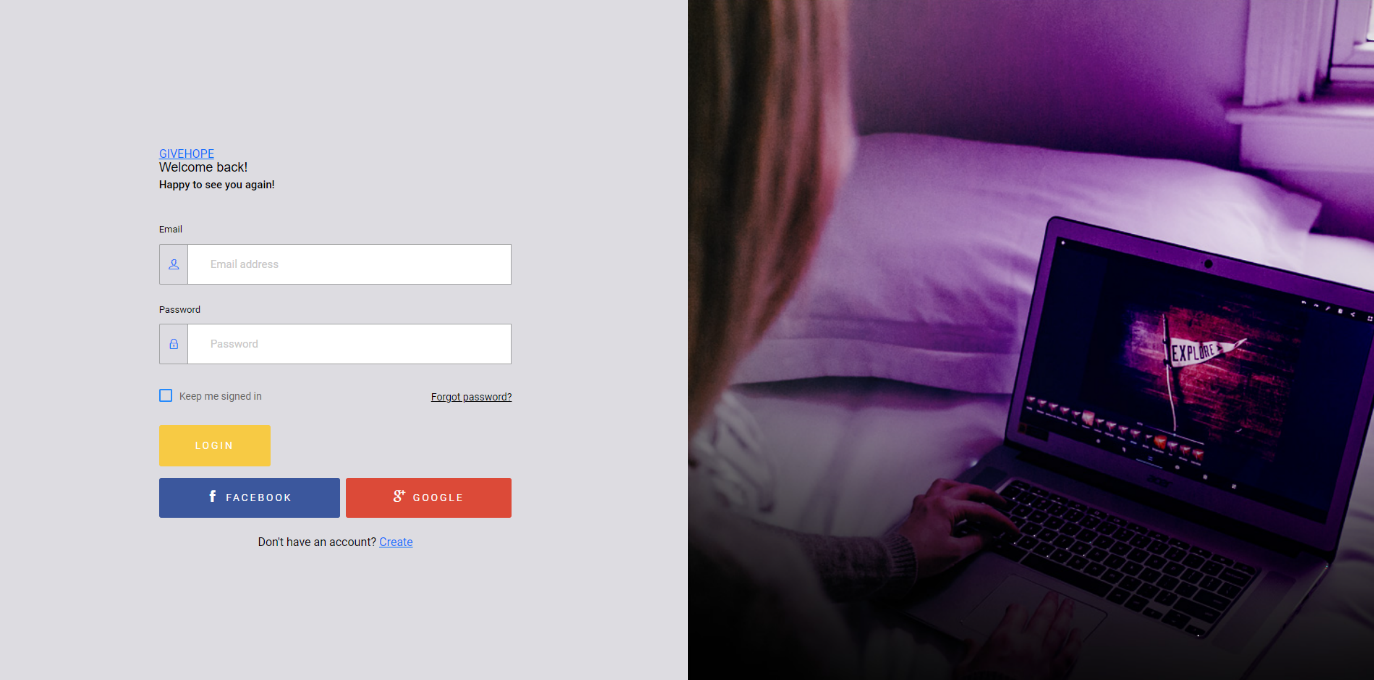 GIVEHOPE
Welcome back!
Happy to see you again!
Email
Email address
Password
Password
Keep me signed in
Forgot password?
LOGIN
f FACEBOOK
g+ GOOGLE
Don't have an account? Create
EXPLORE
acer